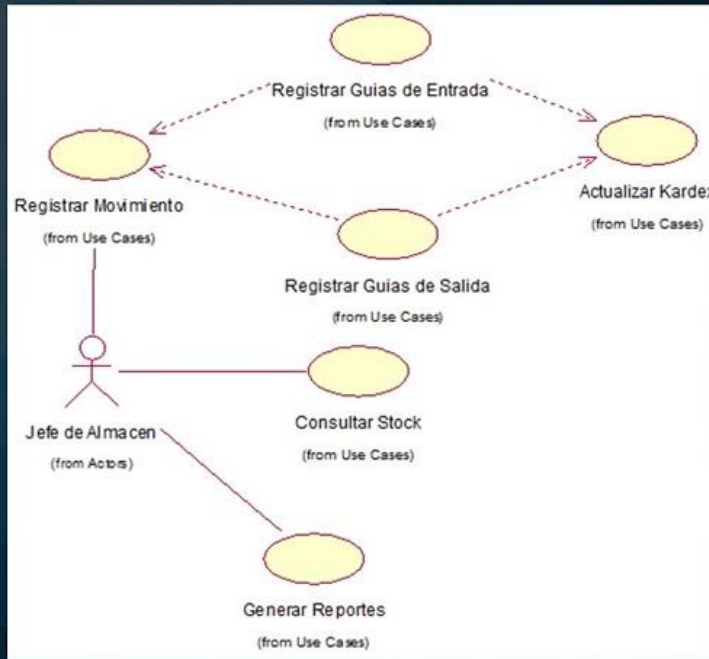 Registrar Guias de Entrada
(from Use Cases)
Registrar Movimiento
(from Use Cases)
Actualizar Kardex
(from Use Cases)
Registrar Guias de Salida
(from Use Cases)
Consultar Stock
(from Use Cases)
Jefe de Almacen
(from Actors)
Generar Reportes
(from Use Cases)